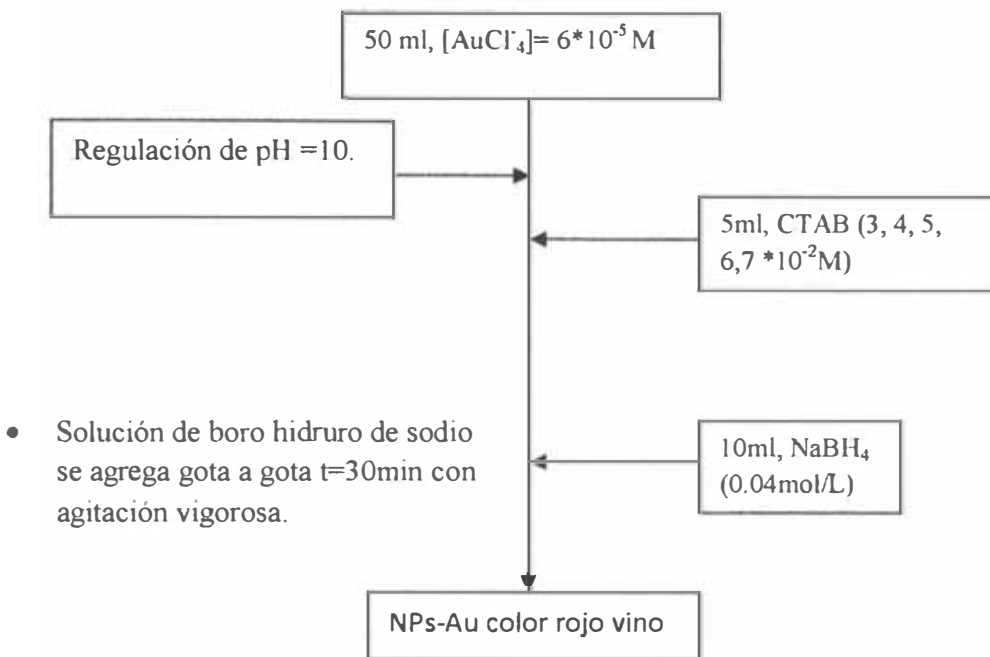 50 ml, [AuCl⁻₄]= 6*10⁻⁵ M
Regulación de pH =10.
5ml, CTAB (3, 4, 5,
6,7 *10⁻²M)
• Solución de boro hidruro de sodio
se agrega gota a gota t=30min con
agitación vigorosa.
10ml, NaBH₄
(0.04mol/L)
NPs-Au color rojo vino